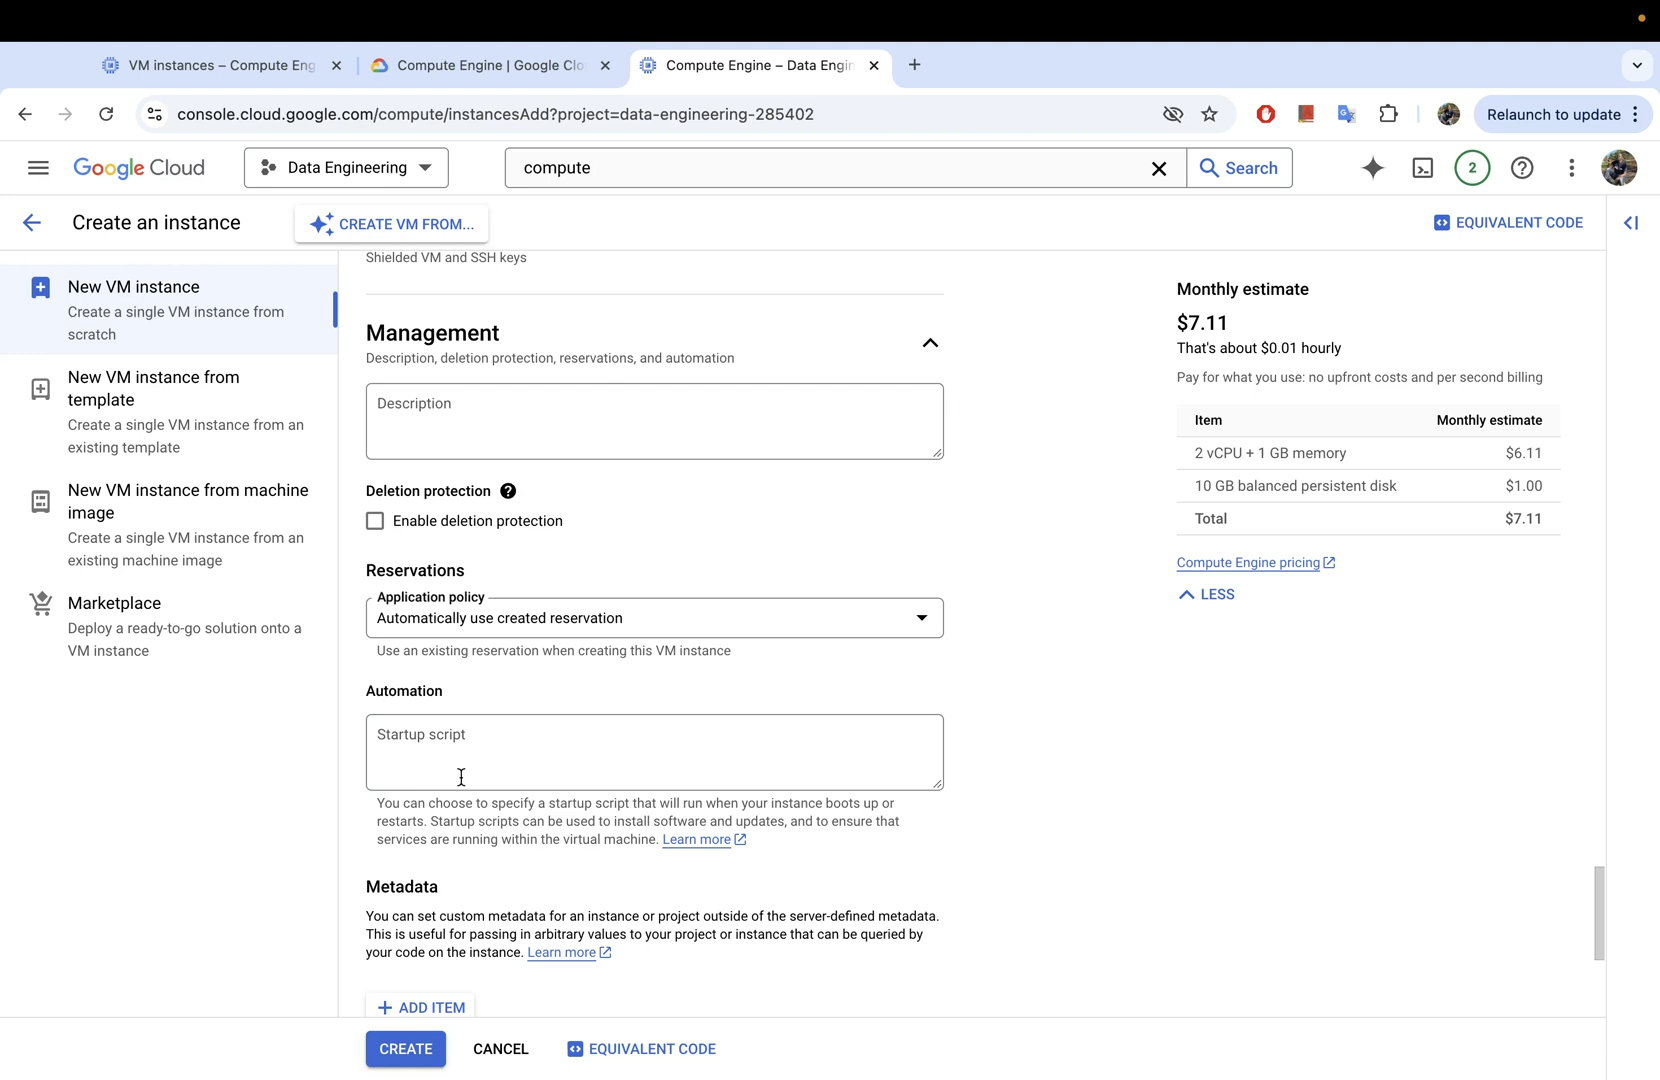 VM instances – Compute Eng
Compute Engine | Google Clo
Compute Engine – Data Engin
console.cloud.google.com/compute/instancesAdd?project=data-engineering-285402
Relaunch to update
Google Cloud
Data Engineering
compute
Search
2
Create an instance
CREATE VM FROM...
EQUIVALENT CODE
New VM instance
Create a single VM instance from
scratch
New VM instance from
template
Create a single VM instance from an
existing template
New VM instance from machine
image
Create a single VM instance from an
existing machine image
Marketplace
Deploy a ready-to-go solution onto a
VM instance
Shielded VM and SSH keys
Management
Description, deletion protection, reservations, and automation
Description
Deletion protection
Enable deletion protection
Reservations
Application policy
Automatically use created reservation
Use an existing reservation when creating this VM instance
Automation
Startup script
You can choose to specify a startup script that will run when your instance boots up or
restarts. Startup scripts can be used to install software and updates, and to ensure that
services are running within the virtual machine. Learn more
Metadata
You can set custom metadata for an instance or project outside of the server-defined metadata.
This is useful for passing in arbitrary values to your project or instance that can be queried by
your code on the instance. Learn more
ADD ITEM
CREATE
CANCEL
EQUIVALENT CODE
Monthly estimate
$7.11
That's about $0.01 hourly
Pay for what you use: no upfront costs and per second billing
Item Monthly estimate
2 vCPU + 1 GB memory $6.11
10 GB balanced persistent disk $1.00
Total $7.11
Compute Engine pricing
LESS